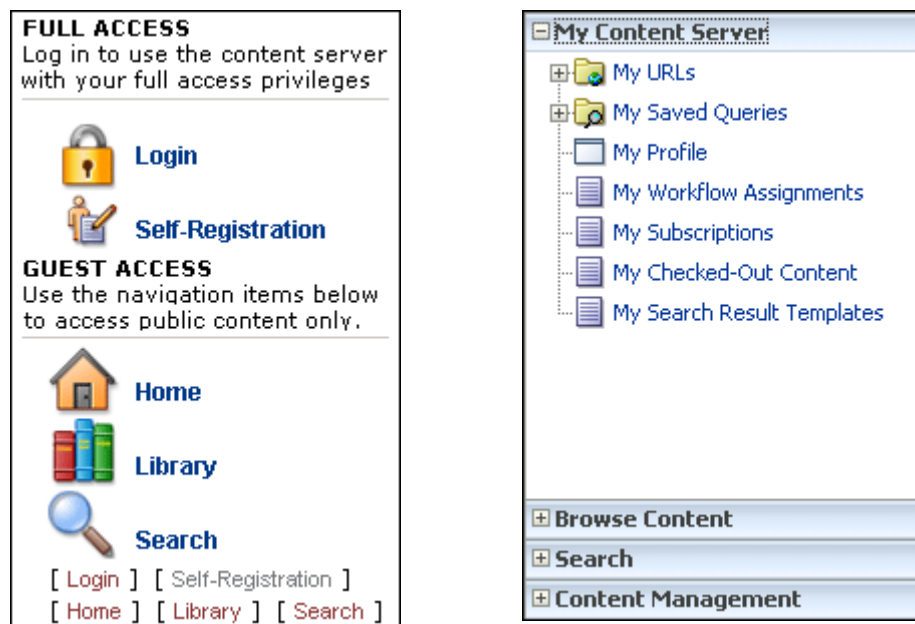 FULL ACCESS
Log in to use the content server
with your full access privileges
Login
Self-Registration
GUEST ACCESS
Use the navigation items below
to access public content only.
Home
Library
Search
[ Login ] [ Self-Registration ]
[ Home ] [ Library ] [ Search ]
My Content Server
My URLs
My Saved Queries
My Profile
My Workflow Assignments
My Subscriptions
My Checked-Out Content
My Search Result Templates
Browse Content
Search
Content Management